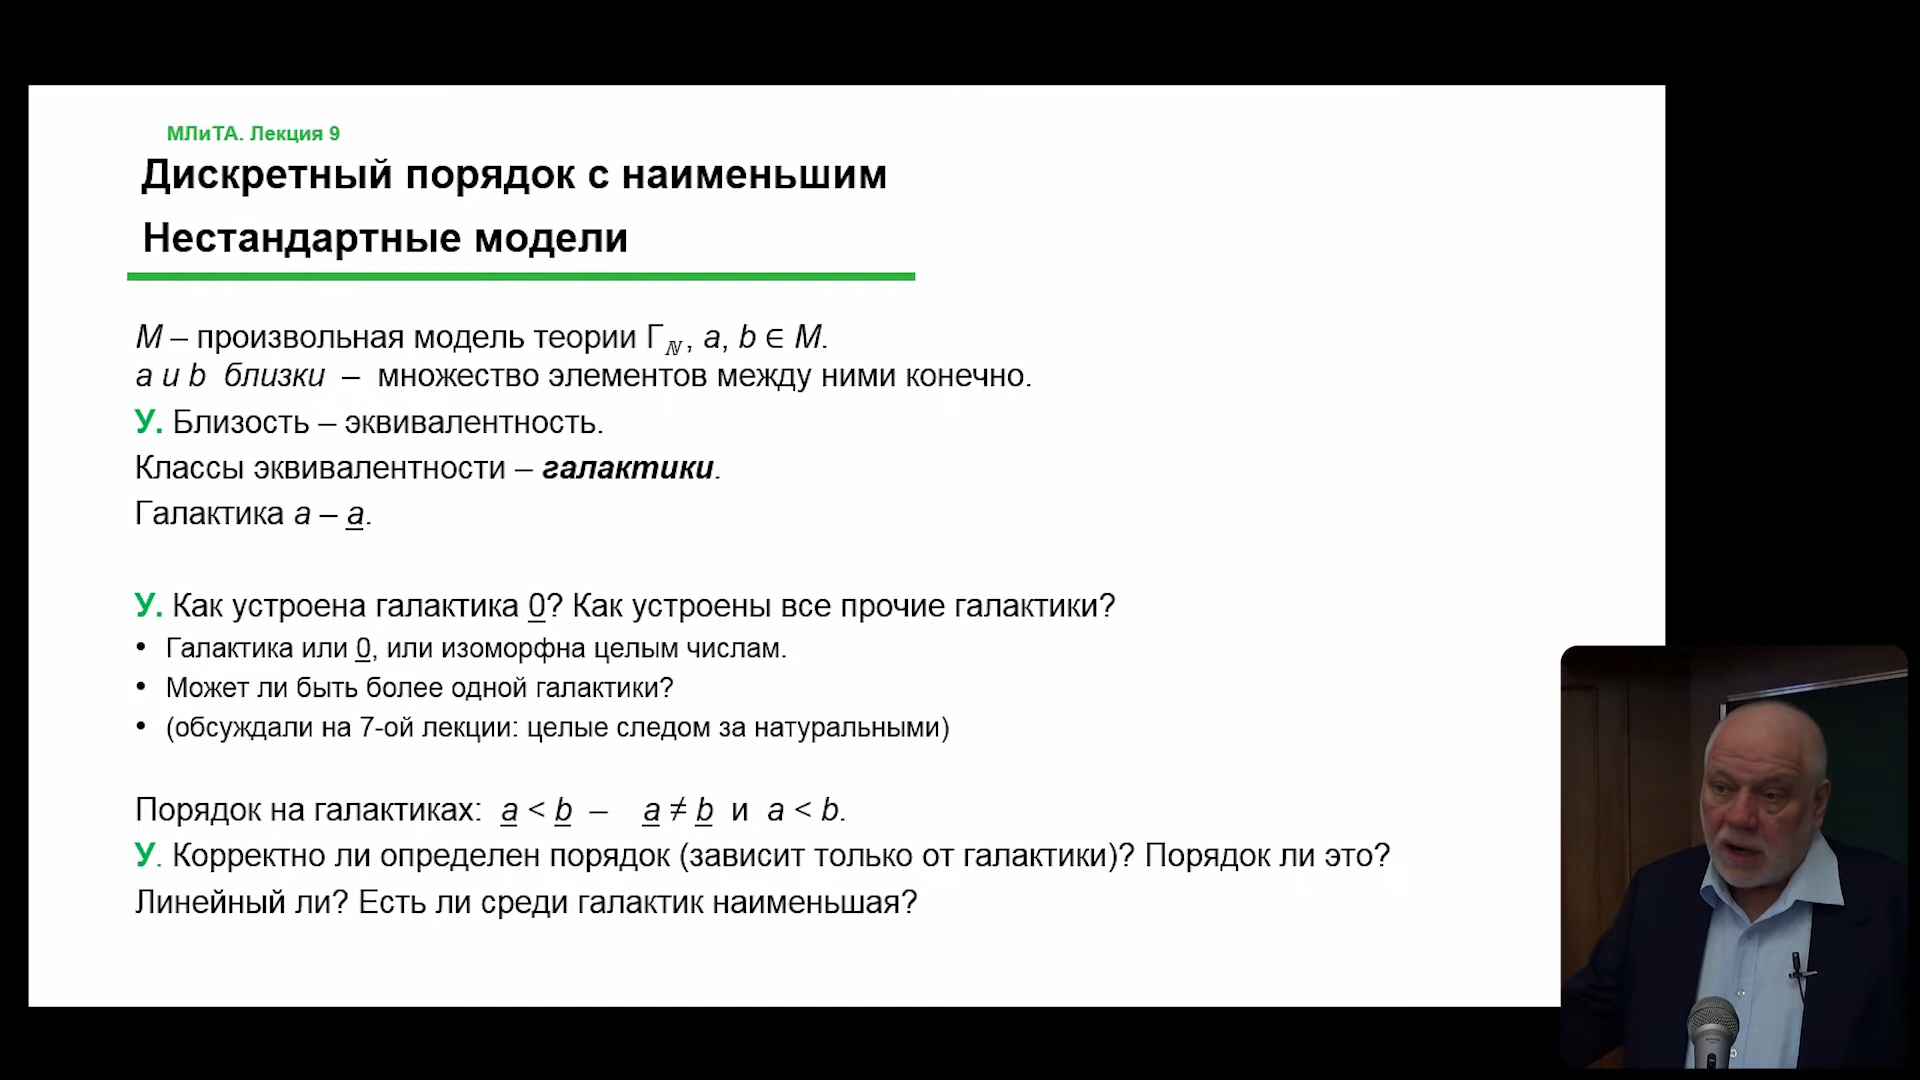 МЛиТА. Лекция 9
Дискретный порядок с наименьшим
Нестандартные модели
M – произвольная модель теории Γℕ, a, b ∈ M.
a и b близки – множество элементов между ними конечно.
У. Близость – эквивалентность.
Классы эквивалентности – галактики.
Галактика a – a.
У. Как устроена галактика 0? Как устроены все прочие галактики?
• Галактика или 0, или изоморфна целым числам.
• Может ли быть более одной галактики?
• (обсуждали на 7-ой лекции: целые следом за натуральными)
Порядок на галактиках: a < b – a ≠ b и a < b.
У. Корректно ли определен порядок (зависит только от галактики)? Порядок ли это?
Линейный ли? Есть ли среди галактик наименьшая?